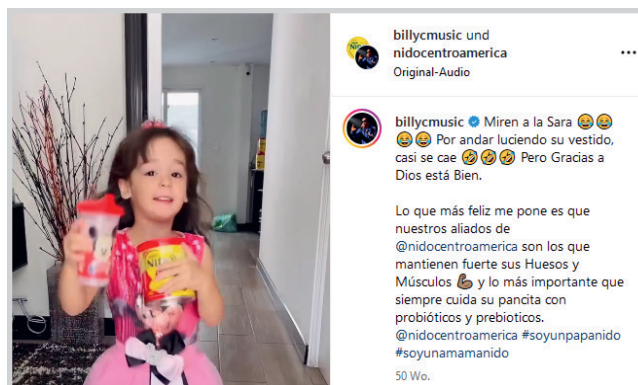 billycmusic und
nidocentroamerica
Original-Audio
billycmusic Miren a la Sara 😂😂
😂😂 Por andar luciendo su vestido,
casi se cae 🤣🤣🤣 Pero Gracias a
Dios está Bien.
Lo que más feliz me pone es que
nuestros aliados de
@nidocentroamerica son los que
mantienen fuerte sus Huesos y
Músculos 💪🏾 y lo más importante que
siempre cuida su pancita con
probióticos y prebioticos.
@nidocentroamerica #soyunpapanido
#soyunamamanido
50 Wo.